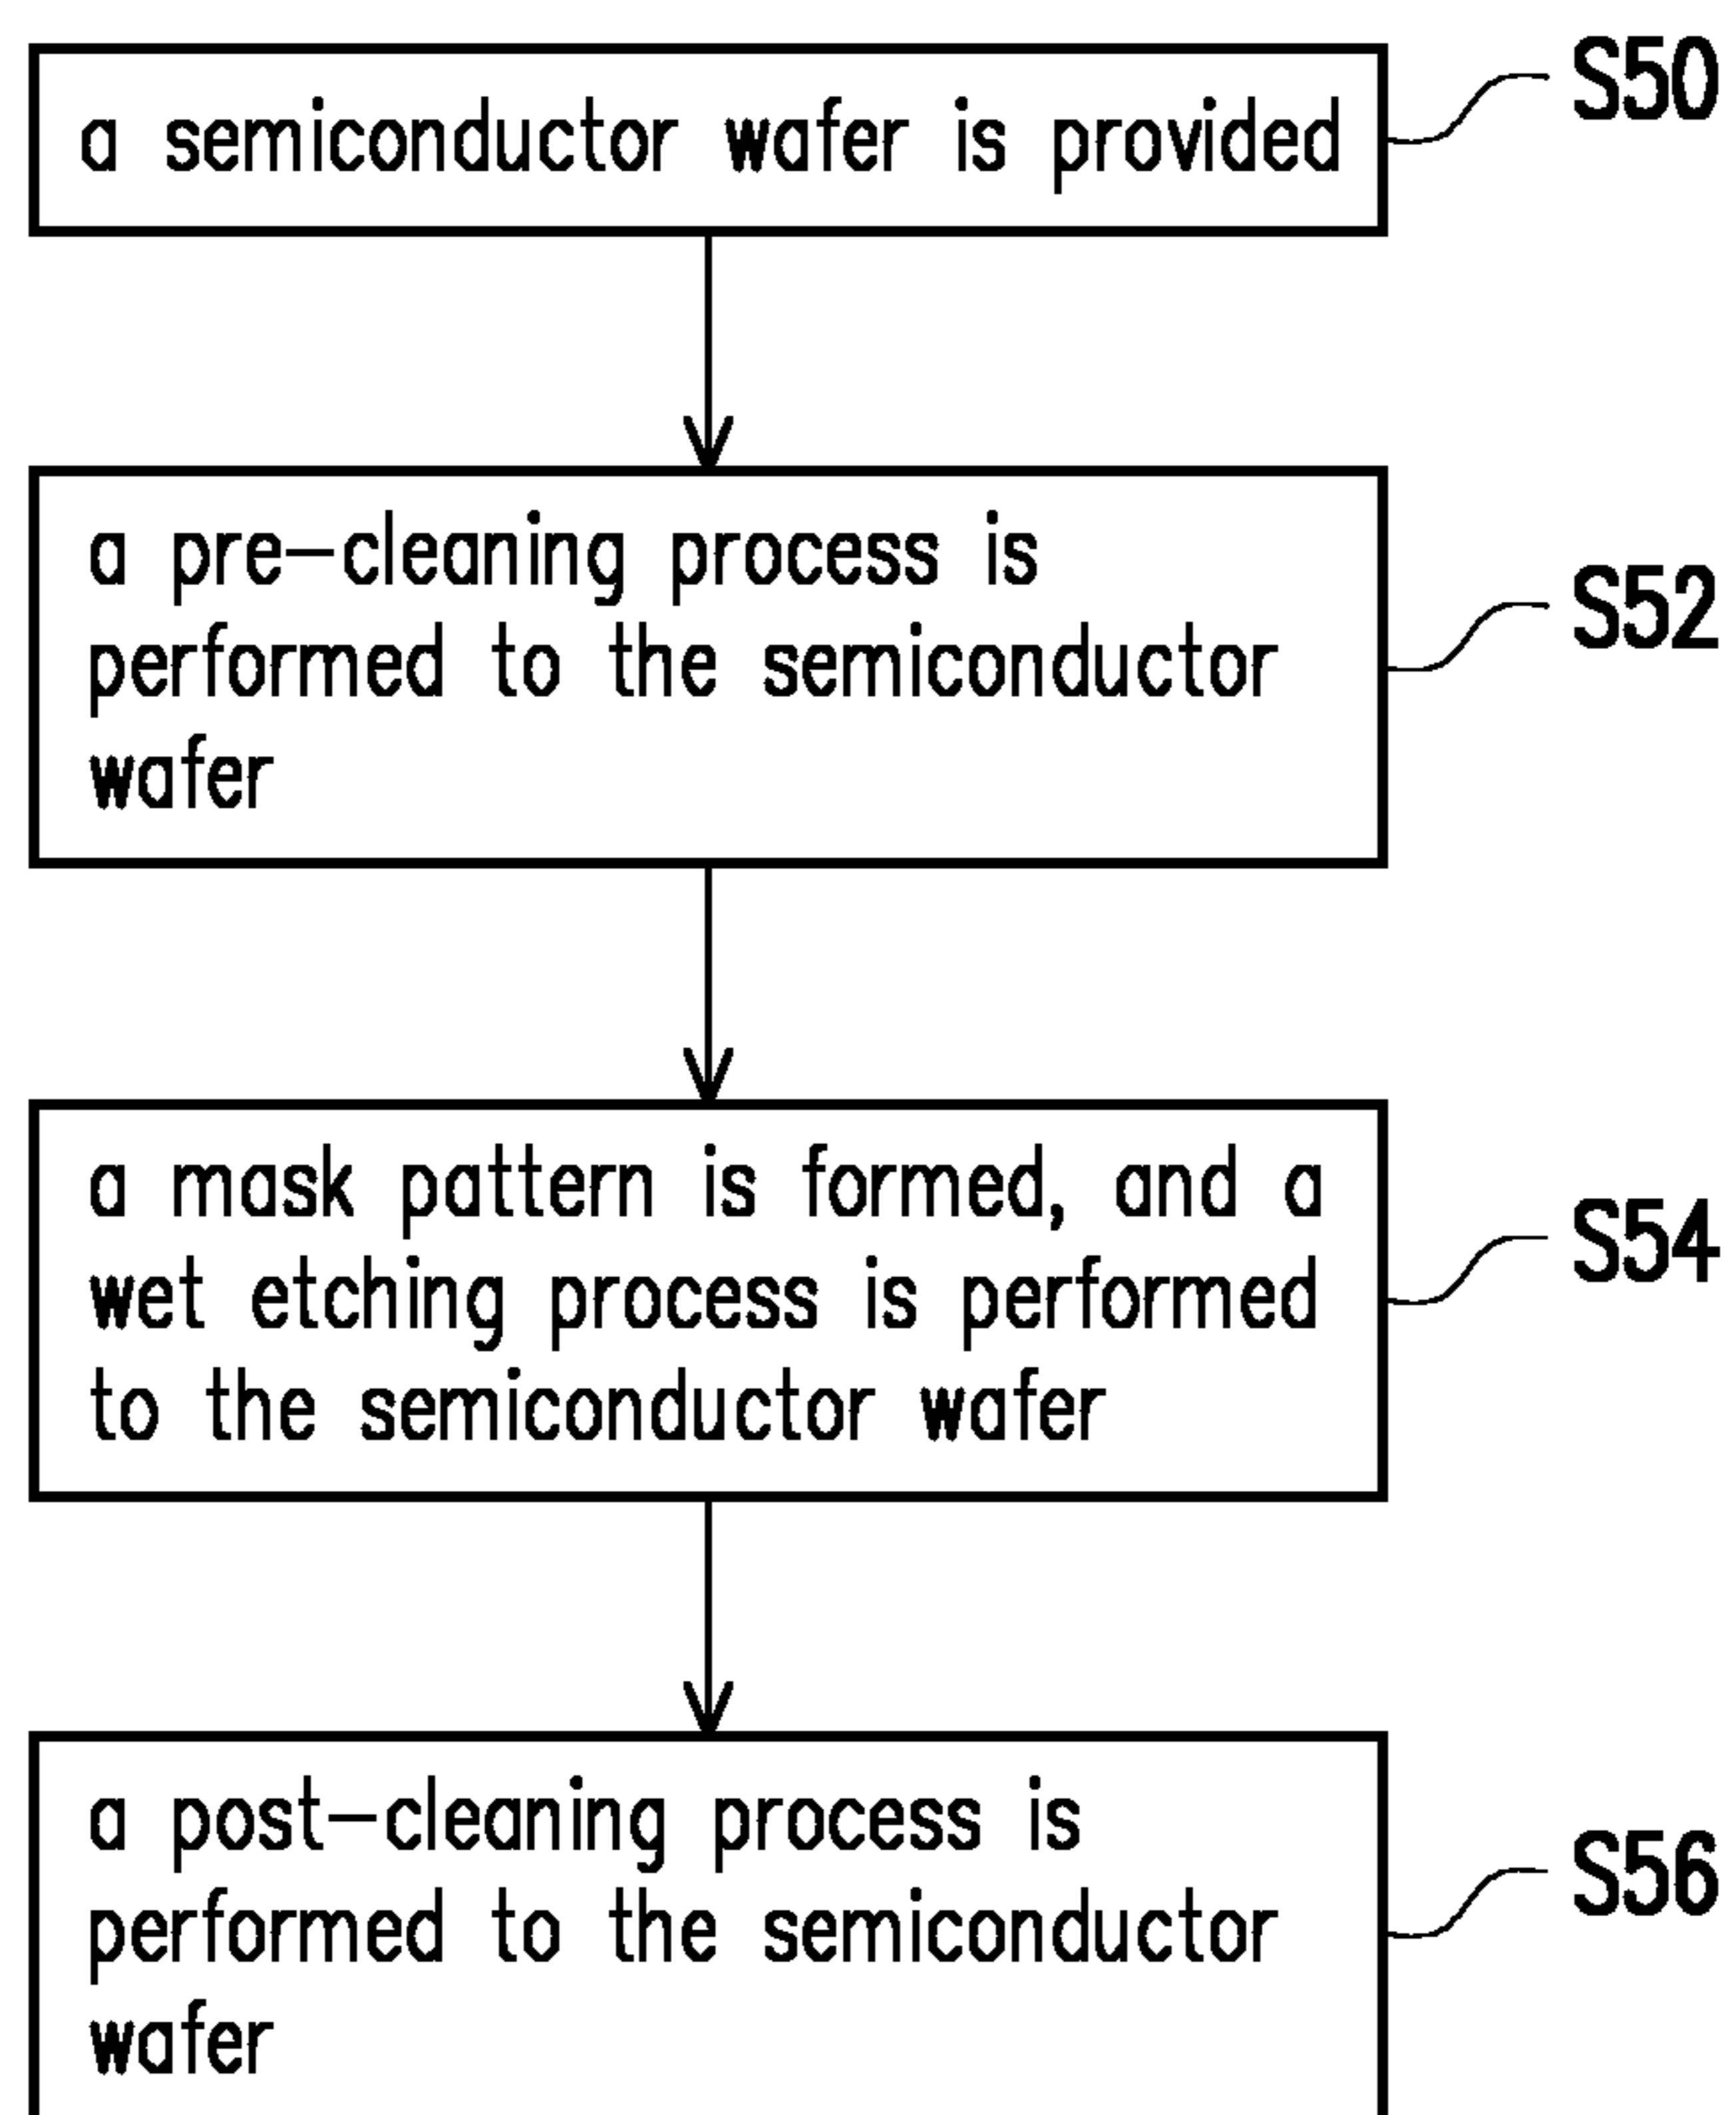 a semiconductor wafer is provided
S50
a pre-cleaning process is
performed to the semiconductor
wafer
S52
a mask pattern is formed, and a
wet etching process is performed
to the semiconductor wafer
S54
a post-cleaning process is
performed to the semiconductor
wafer
S56